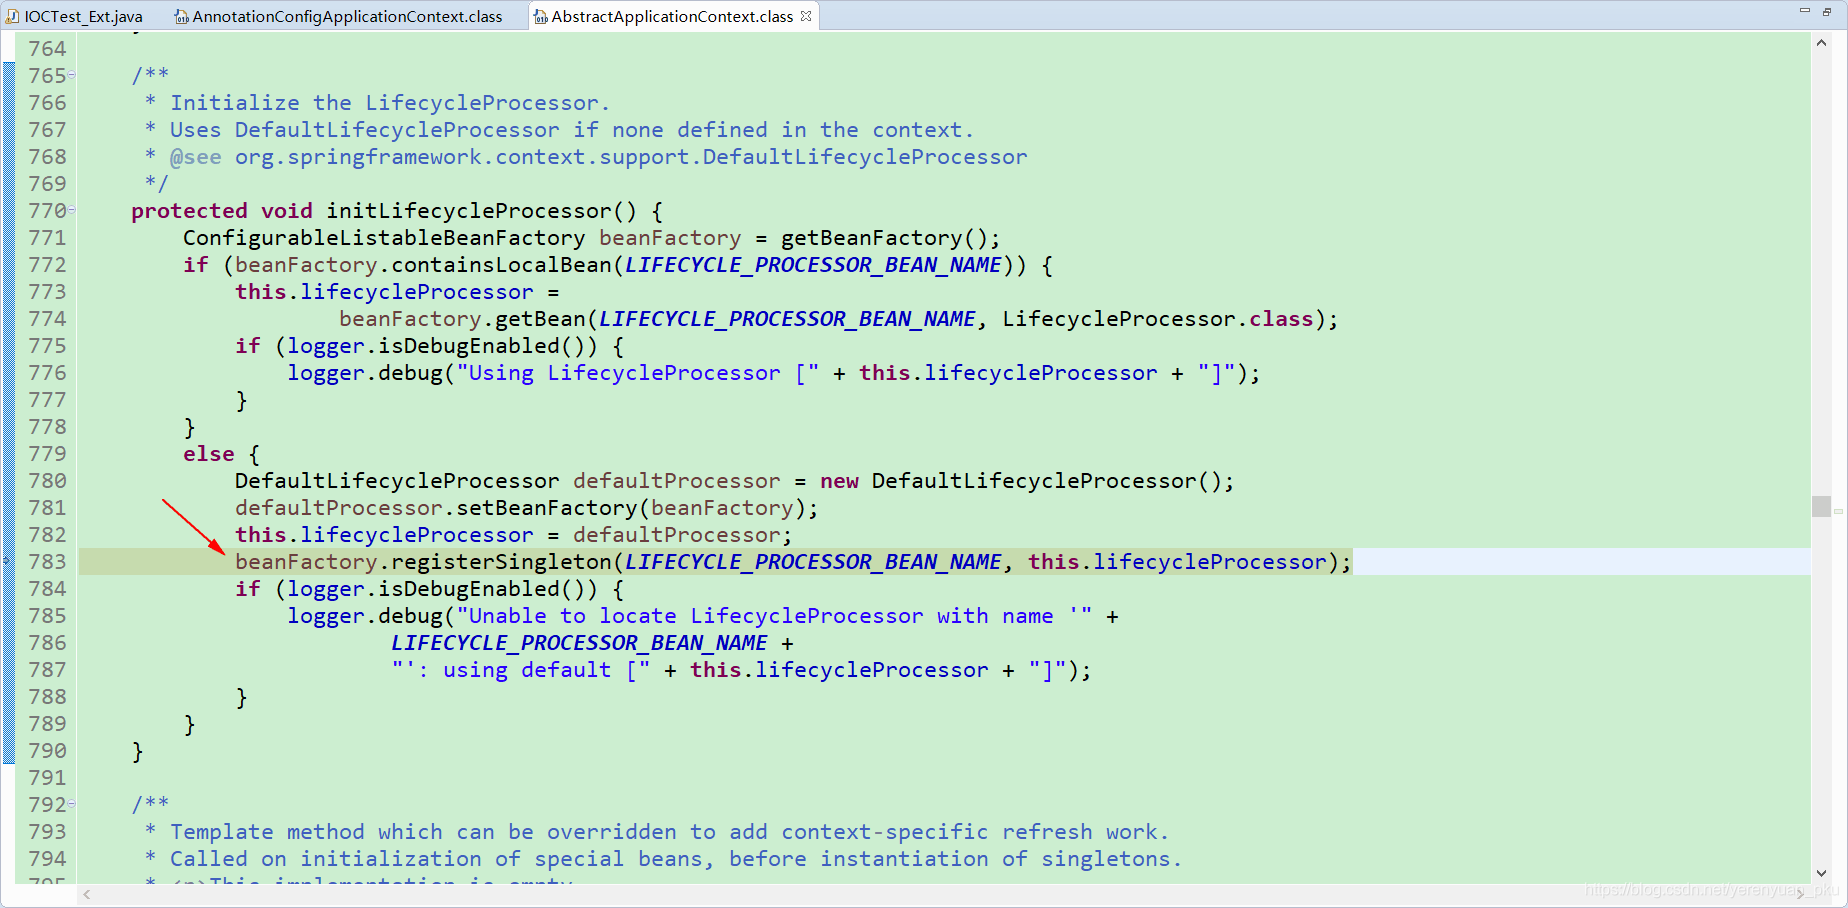 IOCTest_Ext.java AnnotationConfigApplicationContext.class AbstractApplicationContext.class
764
765 /**
766 * Initialize the LifecycleProcessor.
767 * Uses DefaultLifecycleProcessor if none defined in the context.
768 * @see org.springframework.context.support.DefaultLifecycleProcessor
769 */
770 protected void initLifecycleProcessor() {
771 ConfigurableListableBeanFactory beanFactory = getBeanFactory();
772 if (beanFactory.containsLocalBean(LIFECYCLE_PROCESSOR_BEAN_NAME)) {
773 this.lifecycleProcessor =
774 beanFactory.getBean(LIFECYCLE_PROCESSOR_BEAN_NAME, LifecycleProcessor.class);
775 if (logger.isDebugEnabled()) {
776 logger.debug("Using LifecycleProcessor [" + this.lifecycleProcessor + "]");
777 }
778 }
779 else {
780 DefaultLifecycleProcessor defaultProcessor = new DefaultLifecycleProcessor();
781 defaultProcessor.setBeanFactory(beanFactory);
782 this.lifecycleProcessor = defaultProcessor;
783 beanFactory.registerSingleton(LIFECYCLE_PROCESSOR_BEAN_NAME, this.lifecycleProcessor);
784 if (logger.isDebugEnabled()) {
785 logger.debug("Unable to locate LifecycleProcessor with name '" +
786 LIFECYCLE_PROCESSOR_BEAN_NAME +
787 "': using default [" + this.lifecycleProcessor + "]");
788 }
789 }
790 }
791
792 /**
793 * Template method which can be overridden to add context-specific refresh work.
794 * Called on initialization of special beans, before instantiation of singletons.
795 * <p>This implementation is empty
https://blog.csdn.net/yerenyuan_pku